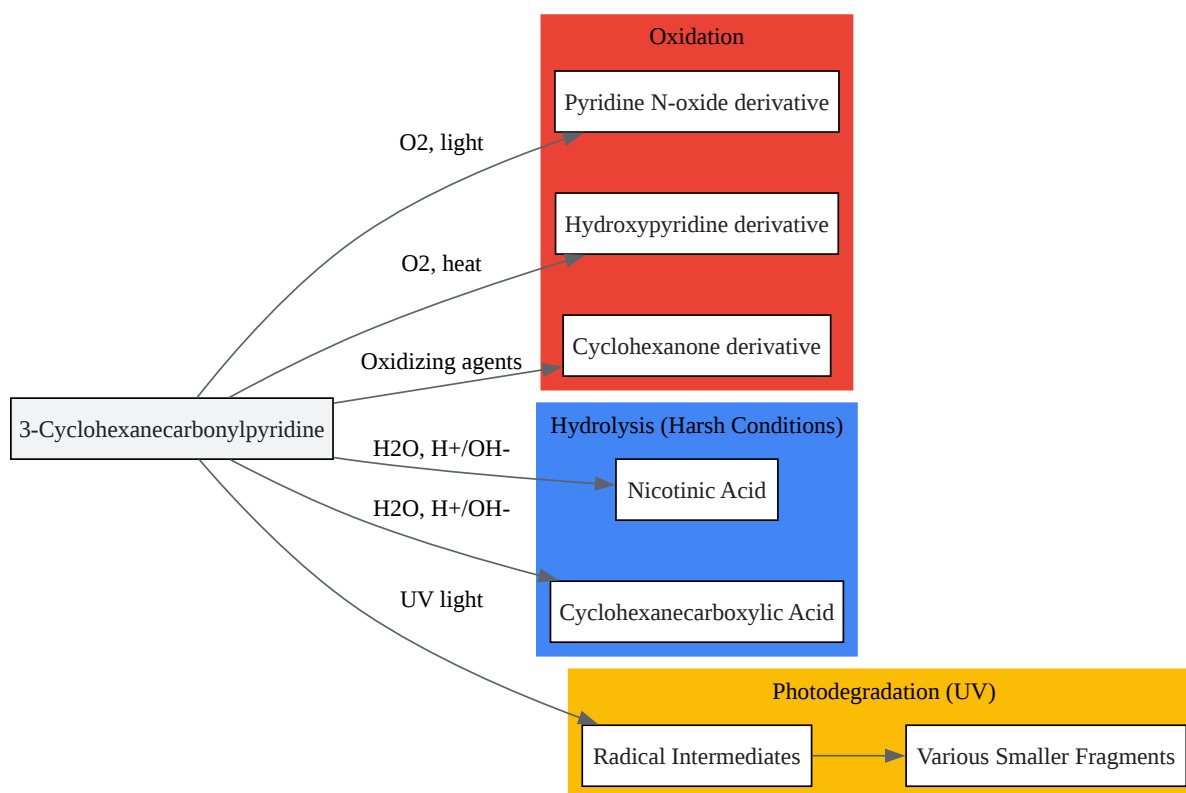 Oxidation
Pyridine N-oxide derivative
O2, light
Hydroxypyridine derivative
O2, heat
Cyclohexanone derivative
Oxidizing agents
3-Cyclohexanecarbonylpyridine
Hydrolysis (Harsh Conditions)
H2O, H+/OH-
Nicotinic Acid
H2O, H+/OH-
Cyclohexanecarboxylic Acid
UV light
Photodegradation (UV)
Radical Intermediates
Various Smaller Fragments